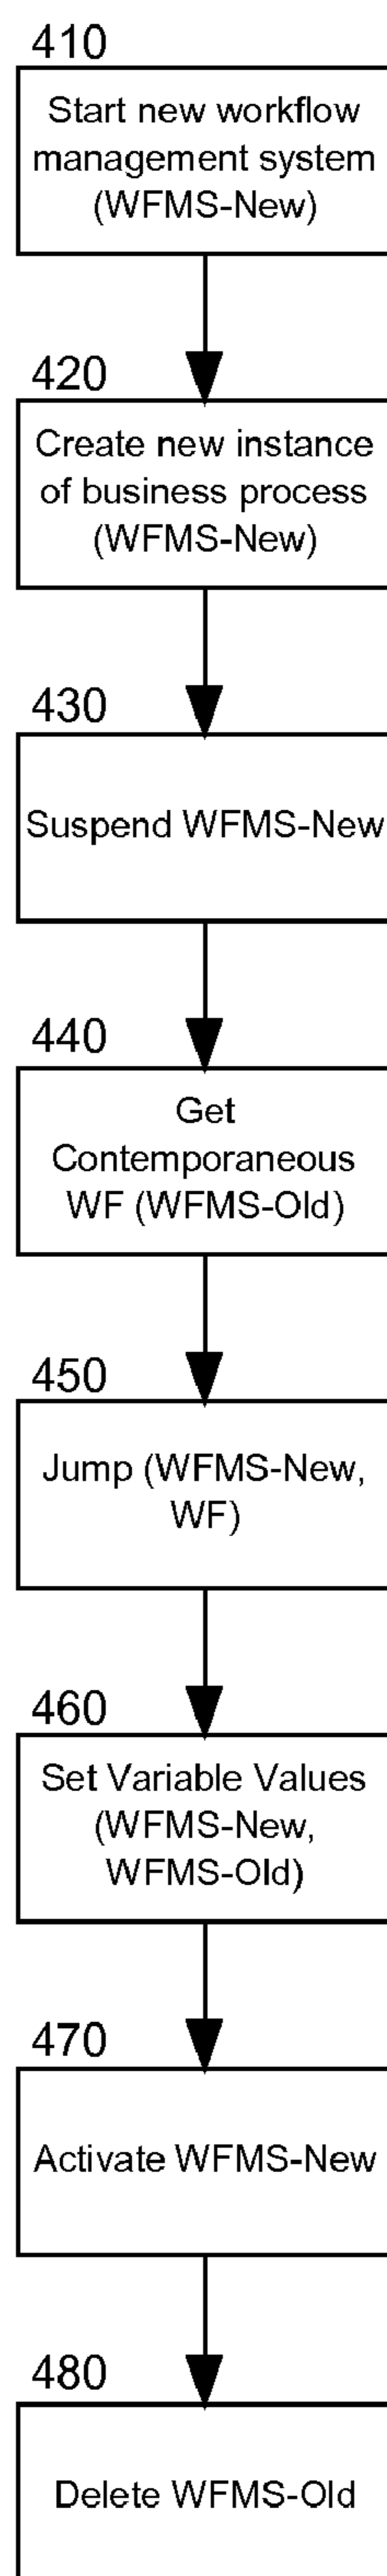 410
Start new workflow
management system
(WFMS-New)
420
Create new instance
of business process
(WFMS-New)
430
Suspend WFMS-New
440
Get
Contemporaneous
WF (WFMS-Old)
450
Jump (WFMS-New,
WF)
460
Set Variable Values
(WFMS-New,
WFMS-Old)
470
Activate WFMS-New
480
Delete WFMS-Old